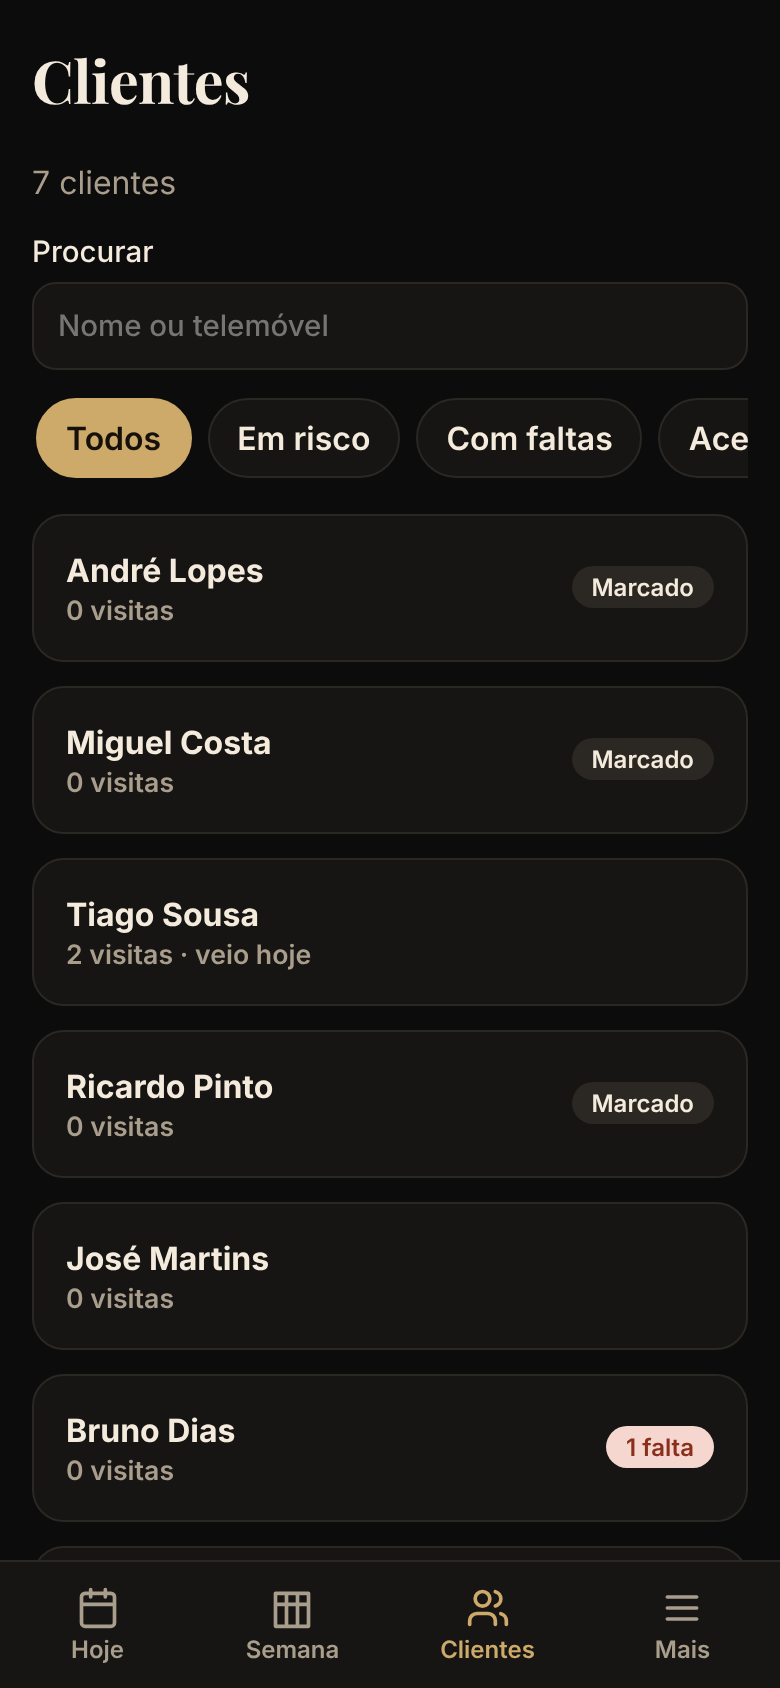 Clientes
7 clientes
Procurar
Nome ou telemóvel
Todos
Em risco
Com faltas
Ace
André Lopes
0 visitas
Marcado
Miguel Costa
0 visitas
Marcado
Tiago Sousa
2 visitas · veio hoje
Ricardo Pinto
0 visitas
Marcado
José Martins
0 visitas
Bruno Dias
0 visitas
1 falta
Hoje
Semana
Clientes
Mais